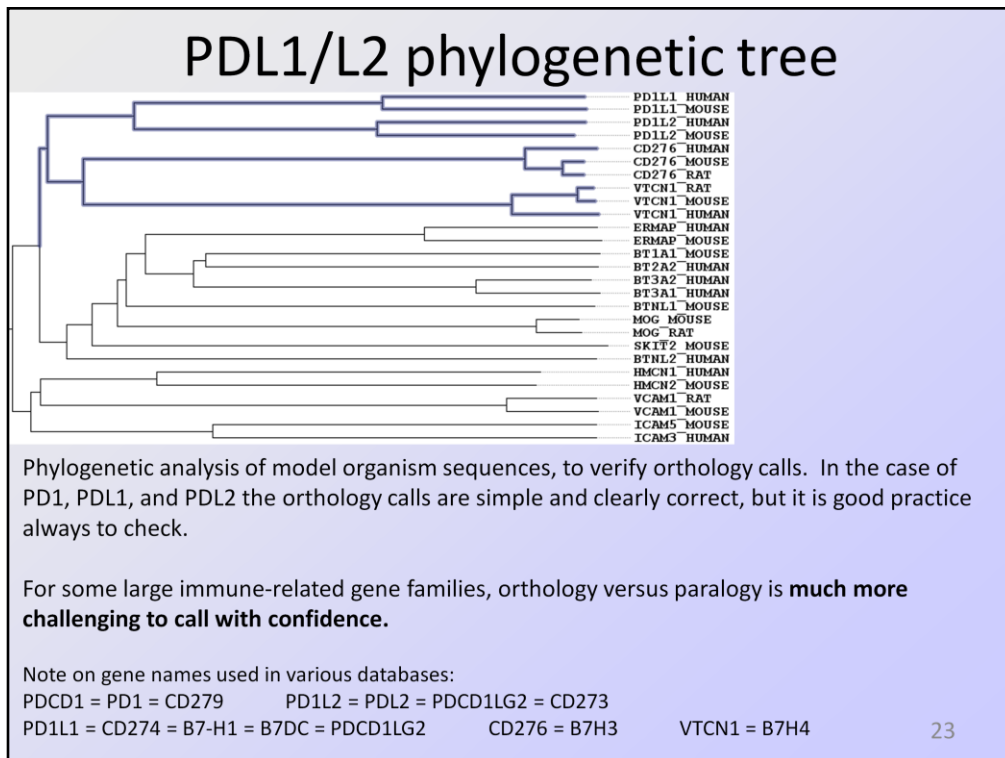 PDL1/L2 phylogenetic tree
PD1L1_HUMAN
PD1L1_MOUSE
PD1L2_HUMAN
PD1L2_MOUSE
CD276_HUMAN
CD276_MOUSE
CD276_RAT
VTCN1_RAT
VTCN1_MOUSE
VTCN1_HUMAN
ERMAP_HUMAN
ERMAP_MOUSE
BT1A1_MOUSE
BT2A2_HUMAN
BT3A2_HUMAN
BT3A1_HUMAN
BTNL1_MOUSE
MOG_MOUSE
MOG_RAT
SKIT2_MOUSE
BTNL2_HUMAN
HMCN1_HUMAN
HMCN2_MOUSE
VCAM1_RAT
VCAM1_MOUSE
ICAM5_MOUSE
ICAM3_HUMAN
Phylogenetic analysis of model organism sequences, to verify orthology calls.  In the case of
PD1, PDL1, and PDL2 the orthology calls are simple and clearly correct, but it is good practice
always to check.
For some large immune-related gene families, orthology versus paralogy is much more
challenging to call with confidence.
Note on gene names used in various databases:
PDCD1 = PD1 = CD279 PD1L2 = PDL2 = PDCD1LG2 = CD273
PD1L1 = CD274 = B7-H1 = B7DC = PDCD1LG2 CD276 = B7H3 VTCN1 = B7H4
23